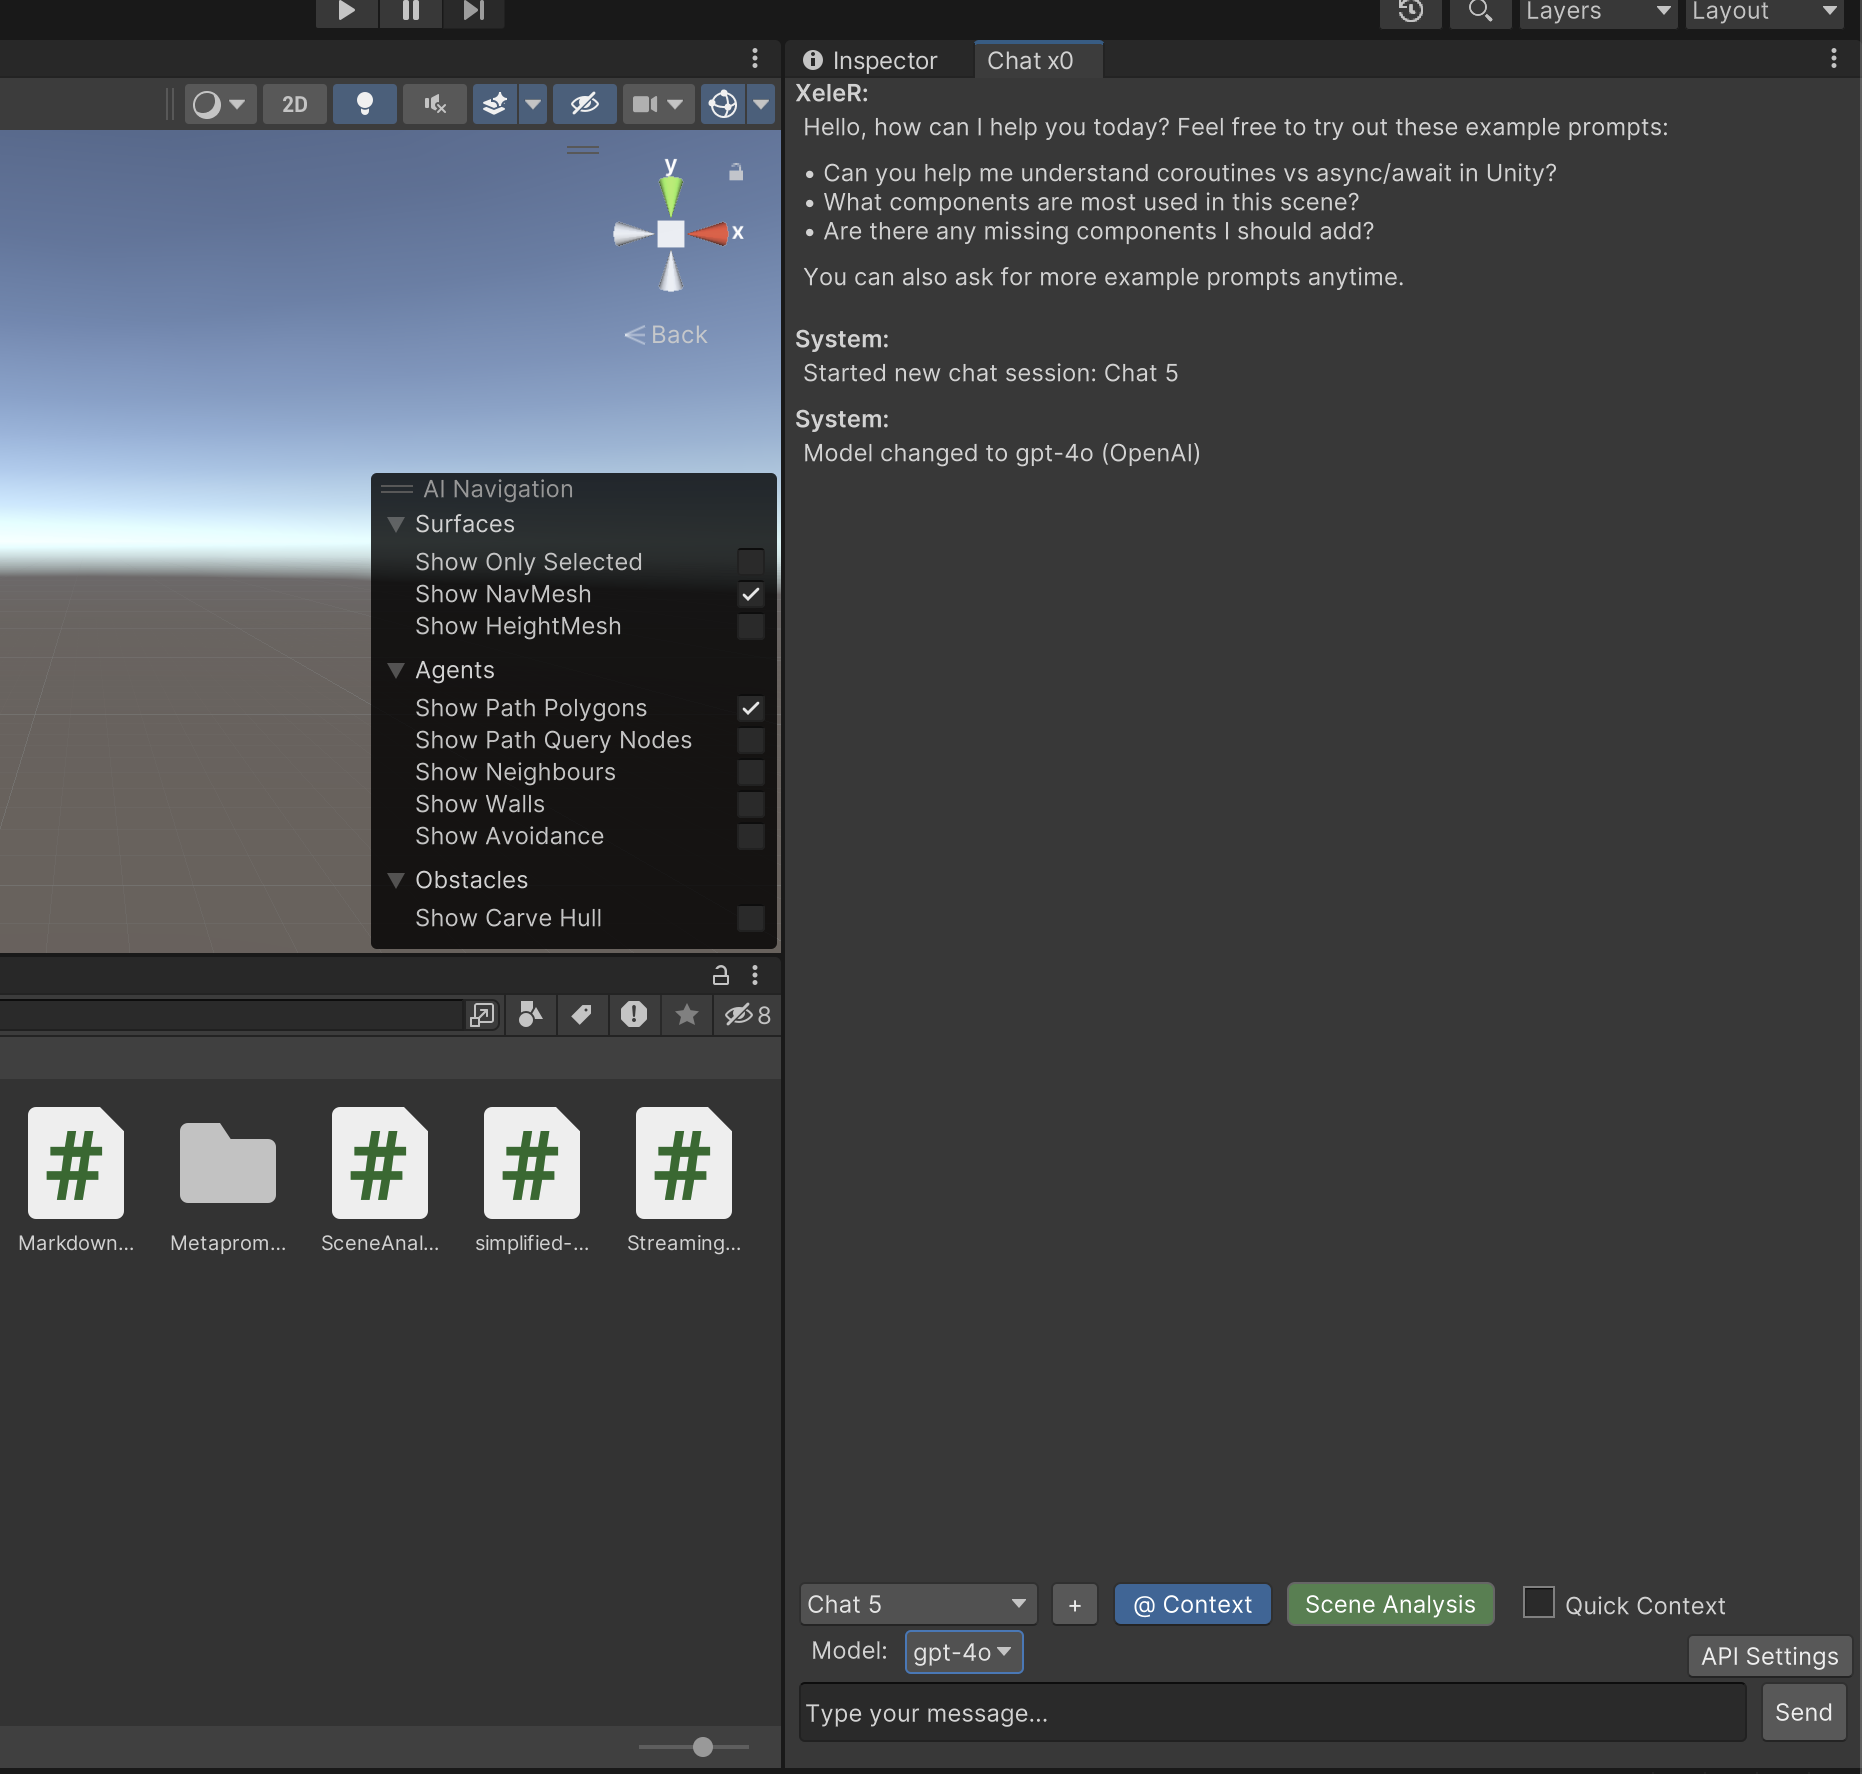 Layers
Layout
Inspector
Chat x0
2D
y
x
Back
AI Navigation
Surfaces
Show Only Selected
Show NavMesh
Show HeightMesh
Agents
Show Path Polygons
Show Path Query Nodes
Show Neighbours
Show Walls
Show Avoidance
Obstacles
Show Carve Hull
8
Markdown...
Metaprom...
SceneAnal...
simplified-...
Streaming...
XeleR:
Hello, how can I help you today? Feel free to try out these example prompts:
• Can you help me understand coroutines vs async/await in Unity?
• What components are most used in this scene?
• Are there any missing components I should add?
You can also ask for more example prompts anytime.
System:
Started new chat session: Chat 5
System:
Model changed to gpt-4o (OpenAI)
Chat 5
+
@ Context
Scene Analysis
Quick Context
Model:
gpt-4o
API Settings
Type your message...
Send